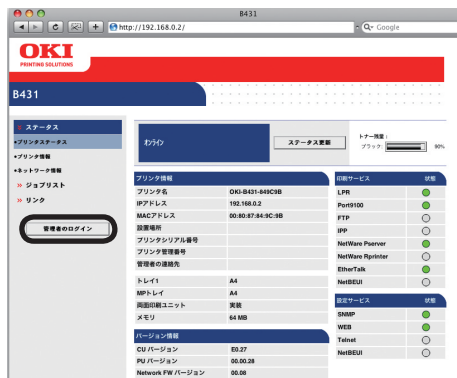 B431
http://192.168.0.2/
Google
OKI
PRINTING SOLUTIONS
B431
ステータス
プリンタステータス
プリンタ情報
ネットワーク情報
ジョブリスト
リンク
管理者のログイン
オンライン
ステータス更新
トナー残量:
ブラック: 90%
プリンタ情報
プリンタ名 OKI-B431-849C9B
IPアドレス 192.168.0.2
MACアドレス 00:80:87:84:9C:9B
設置場所
プリンタシリアル番号
プリンタ管理番号
管理者の連絡先
トレイ1 A4
MPトレイ A4
両面印刷ユニット 実装
メモリ 64 MB
バージョン情報
CU バージョン E0.27
PU バージョン 00.00.28
Network FW バージョン 00.08
印刷サービス 状態
LPR
Port9100
FTP
IPP
NetWare Pserver
NetWare Rprinter
EtherTalk
NetBEUI
設定サービス 状態
SNMP
WEB
Telnet
NetBEUI